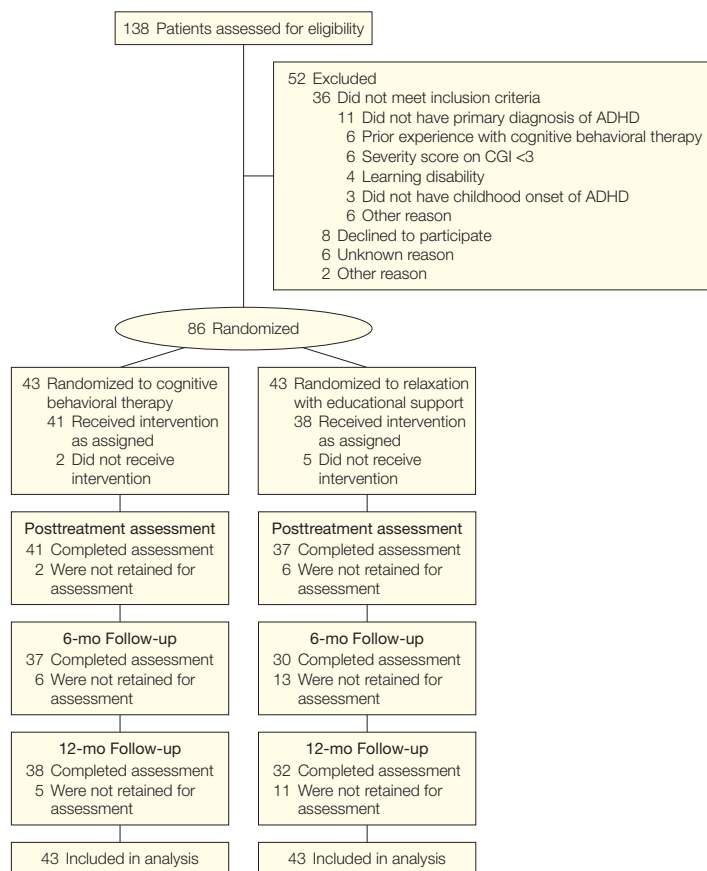 138 Patients assessed for eligibility
52 Excluded
36 Did not meet inclusion criteria
11 Did not have primary diagnosis of ADHD
6 Prior experience with cognitive behavioral therapy
6 Severity score on CGI <3
4 Learning disability
3 Did not have childhood onset of ADHD
6 Other reason
8 Declined to participate
6 Unknown reason
2 Other reason
86 Randomized
43 Randomized to cognitive
behavioral therapy
41 Received intervention
as assigned
2 Did not receive
intervention
43 Randomized to relaxation
with educational support
38 Received intervention
as assigned
5 Did not receive
intervention
Posttreatment assessment
41 Completed assessment
2 Were not retained for
assessment
Posttreatment assessment
37 Completed assessment
6 Were not retained for
assessment
6-mo Follow-up
37 Completed assessment
6 Were not retained for
assessment
6-mo Follow-up
30 Completed assessment
13 Were not retained for
assessment
12-mo Follow-up
38 Completed assessment
5 Were not retained for
assessment
12-mo Follow-up
32 Completed assessment
11 Were not retained for
assessment
43 Included in analysis
43 Included in analysis